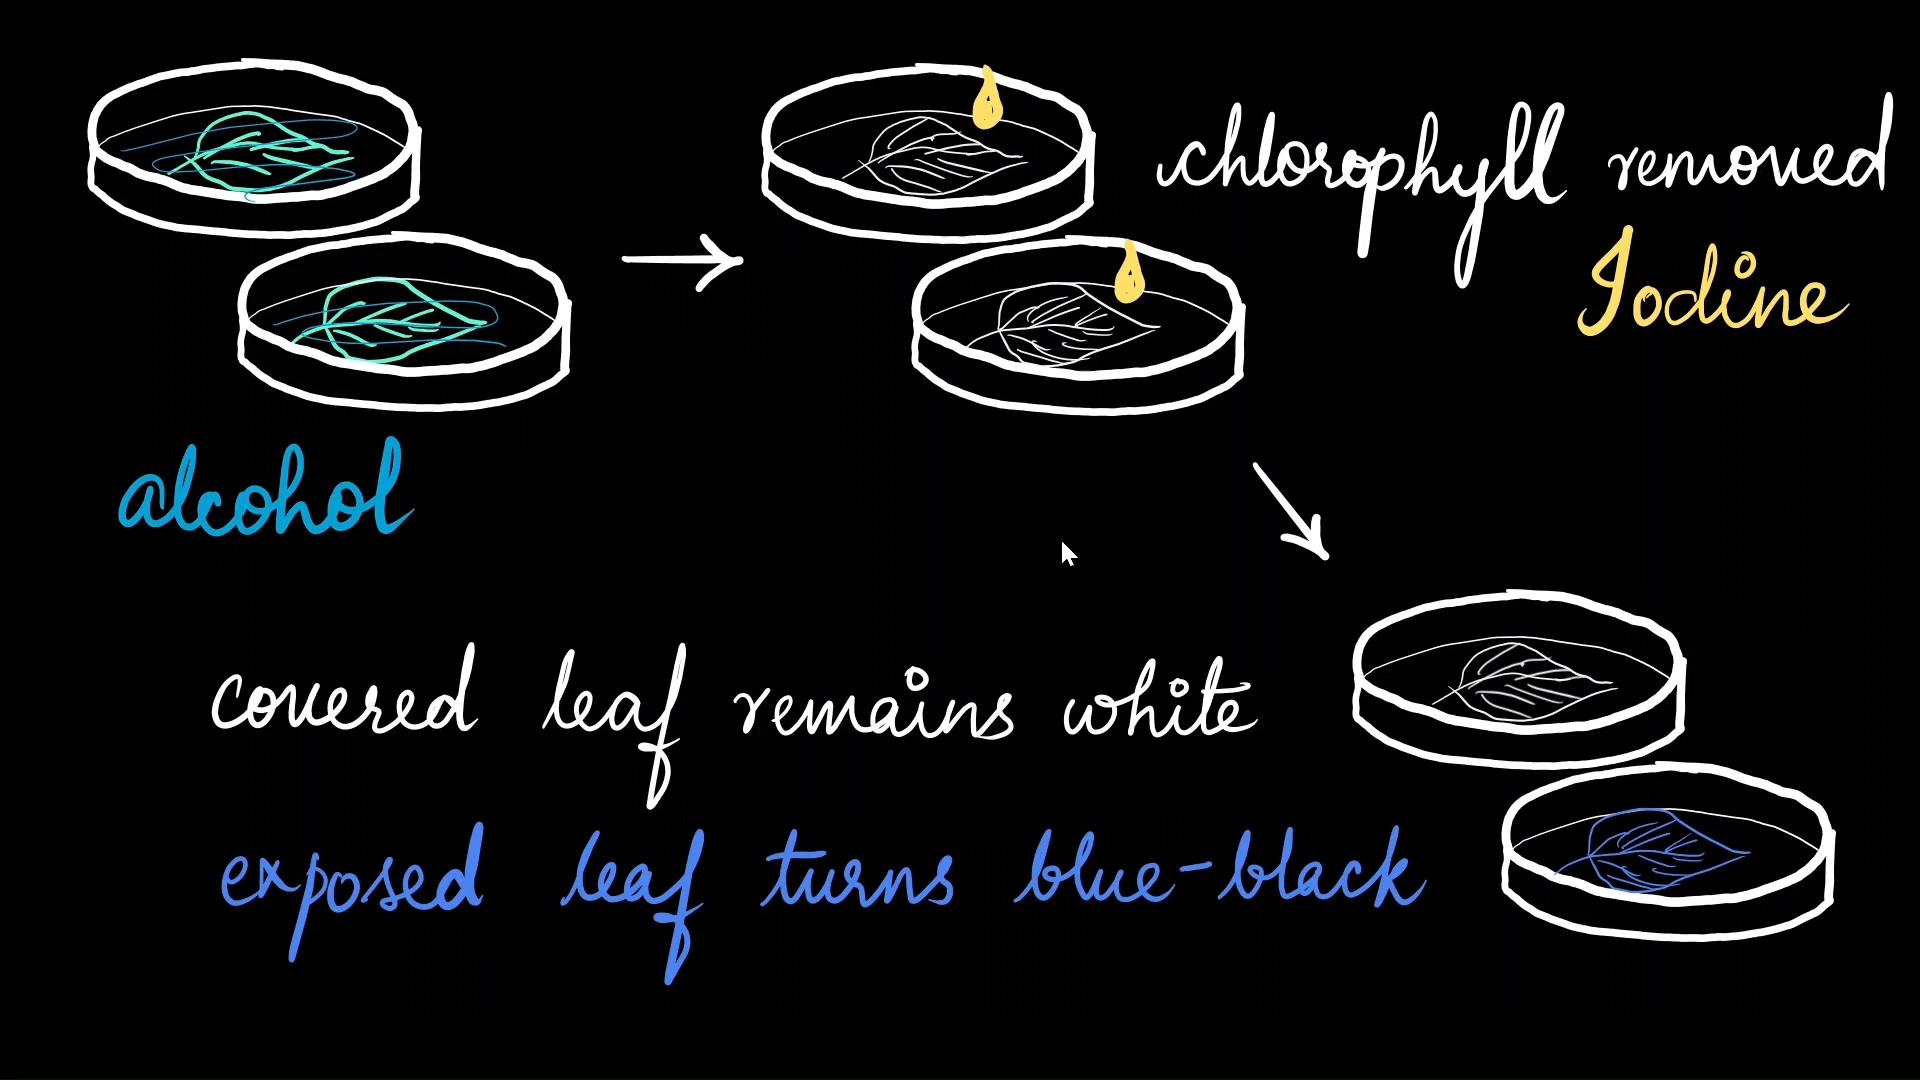 chlorophyll removed
Iodine
alcohol
covered leaf remains white
exposed leaf turns blue-black